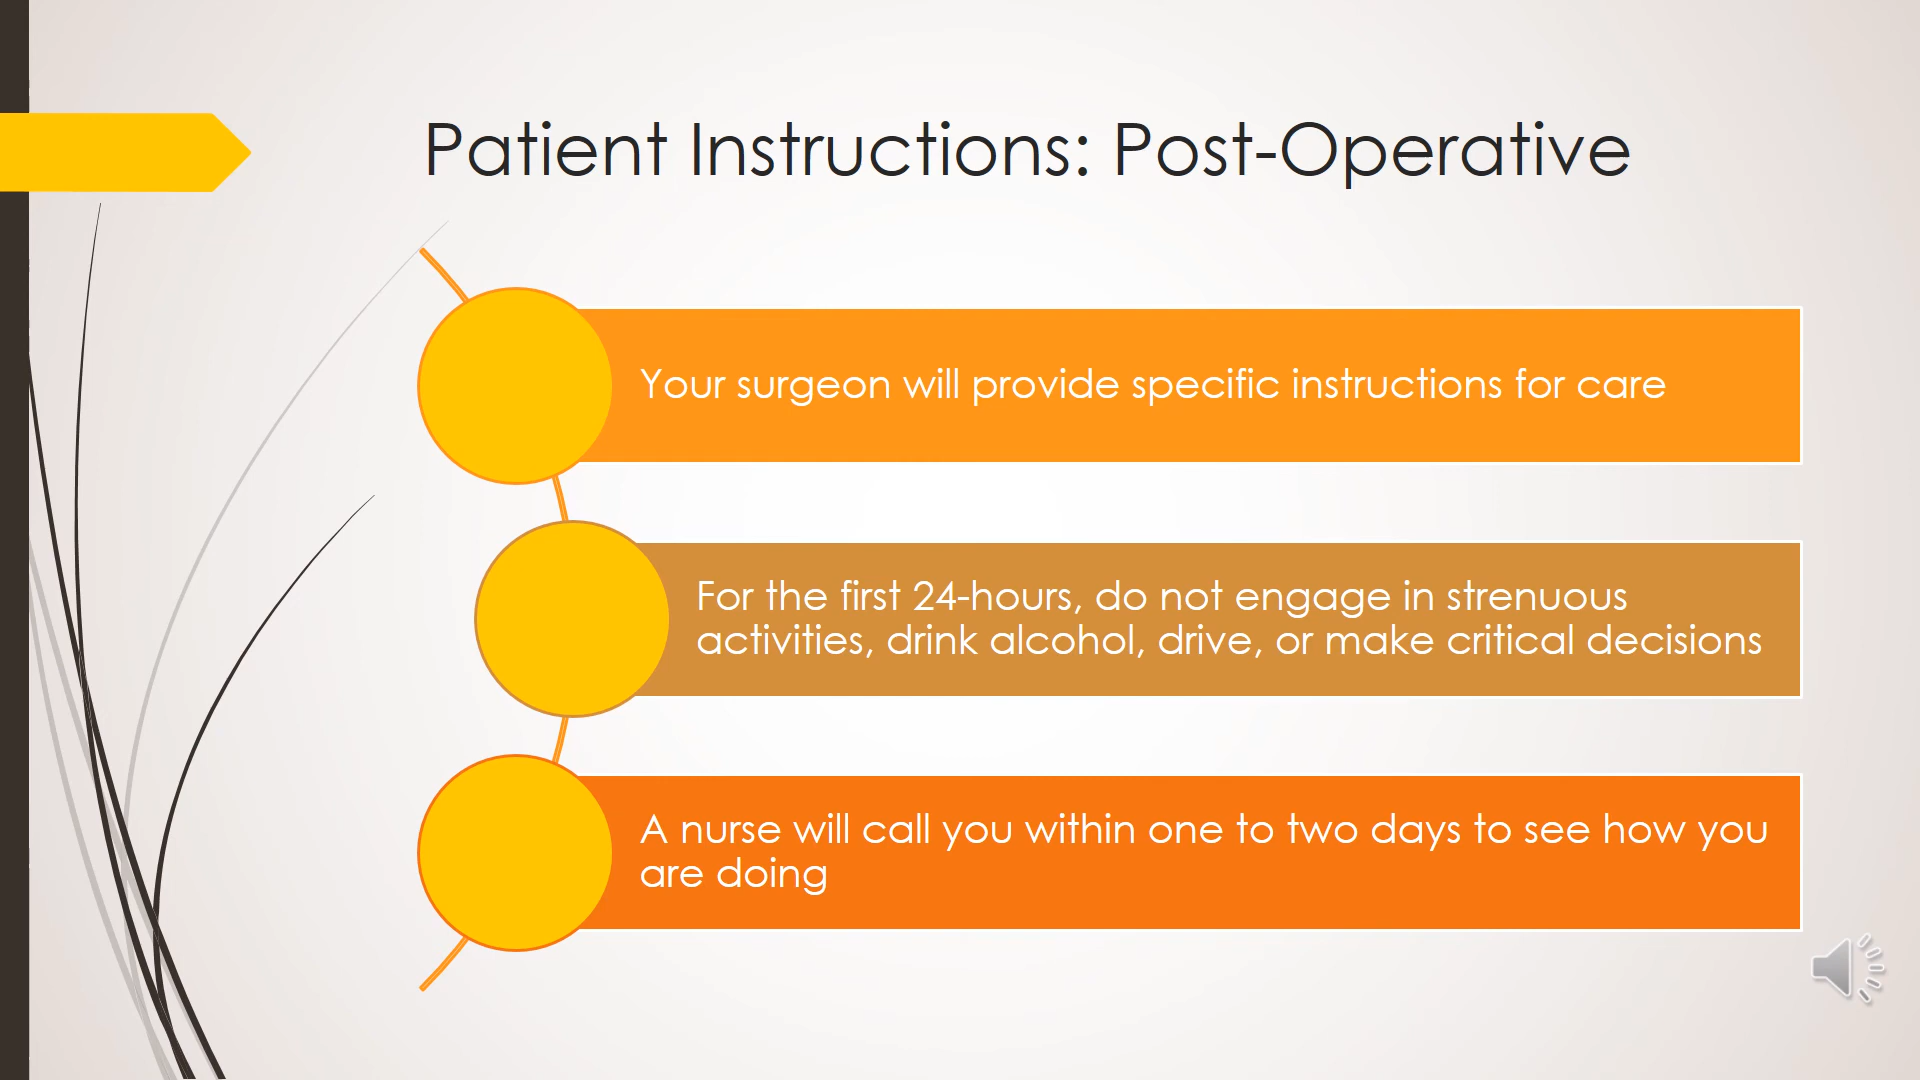 Patient Instructions: Post-Operative
Your surgeon will provide specific instructions for care
For the first 24-hours, do not engage in strenuous
activities, drink alcohol, drive, or make critical decisions
A nurse will call you within one to two days to see how you
are doing